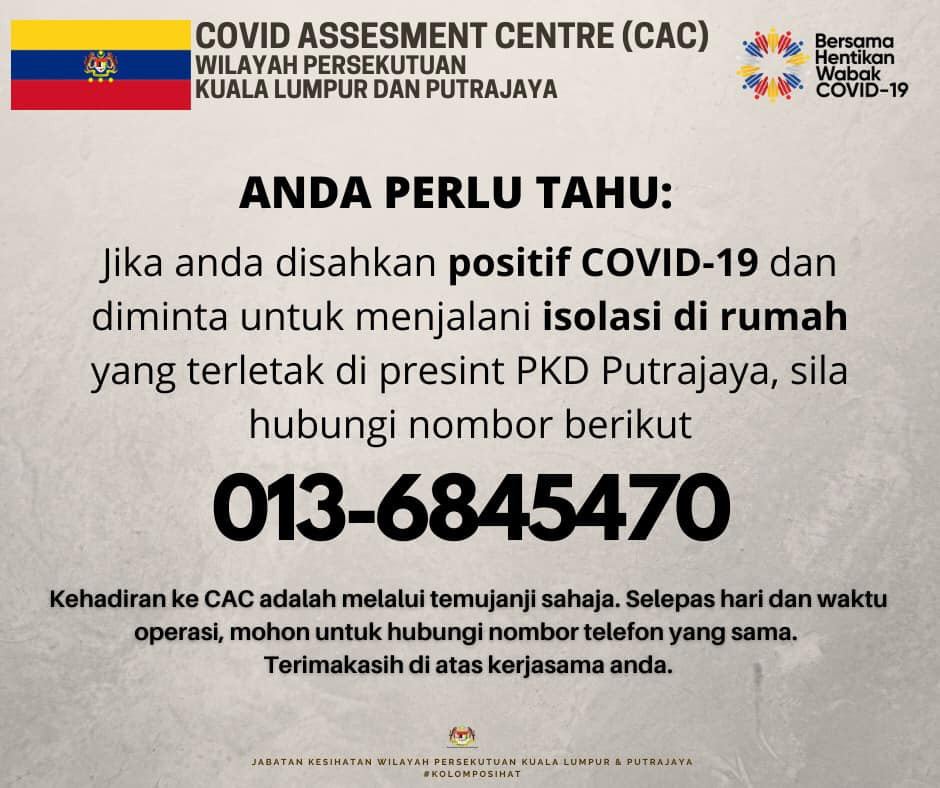 COVID ASSESMENT CENTRE (CAC)
WILAYAH PERSEKUTUAN
KUALA LUMPUR DAN PUTRAJAYA
Bersama
Hentikan
Wabak
COVID-19
ANDA PERLU TAHU:
Jika anda disahkan positif COVID-19 dan
diminta untuk menjalani isolasi di rumah
yang terletak di presint PKD Putrajaya, sila
hubungi nombor berikut
013-6845470
Kehadiran ke CAC adalah melalui temujanji sahaja. Selepas hari dan waktu
operasi, mohon untuk hubungi nombor telefon yang sama.
Terimakasih di atas kerjasama anda.
JABATAN KESIHATAN WILAYAH PERSEKUTUAN KUALA LUMPUR & PUTRAJAYA
#KOLOMPOSIHAT